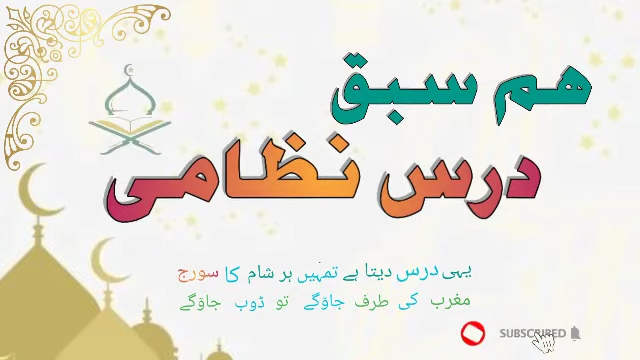 ھم سبق
درس نظامی
یہی درس دیتا ہے تمہیں ہر شام کا سورج
مغرب کی طرف جاؤگے تو ڈوب جاؤگے
SUBSCRIBED